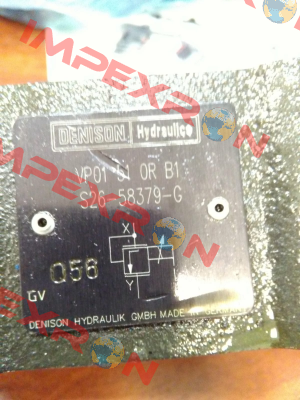 DENISON Hydraulics
VP01 B1 0R B1
S26-58379-G
X
Y
Q56
GV
DENISON HYDRAULIK GMBH MADE IN GERMANY
IMPEXRON
IMPEXRON
IMPEXRON